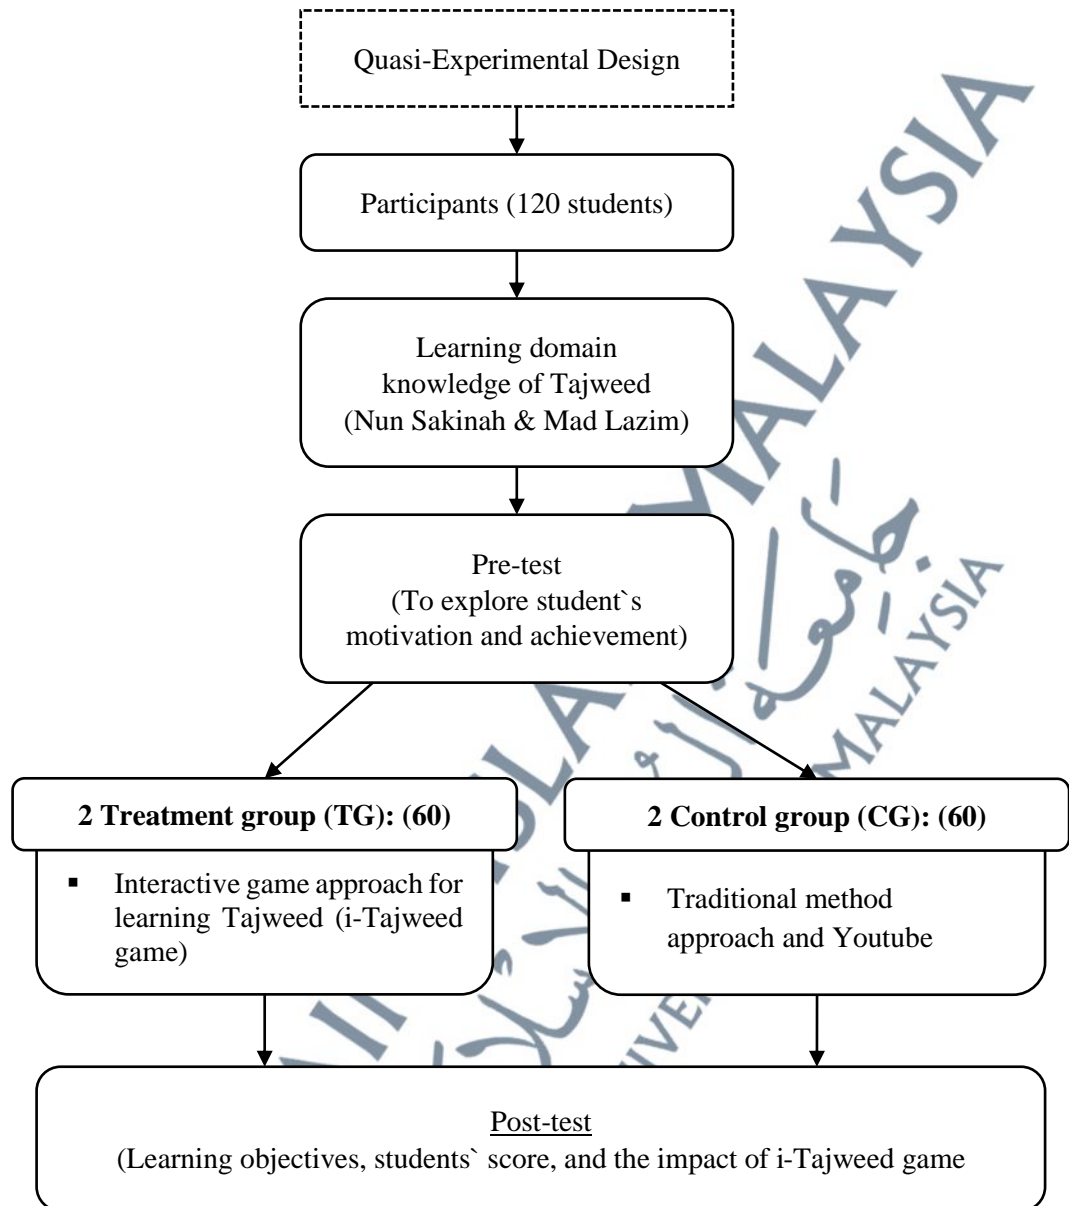 Quasi-Experimental Design
Participants (120 students)
Learning domain
knowledge of Tajweed
(Nun Sakinah & Mad Lazim)
Pre-test
(To explore student`s
motivation and achievement)
2 Treatment group (TG): (60)
▪ Interactive game approach for
learning Tajweed (i-Tajweed
game)
2 Control group (CG): (60)
▪ Traditional method
approach and Youtube
Post-test
(Learning objectives, students` score, and the impact of i-Tajweed game
MALAYSIA
MALAYSIA